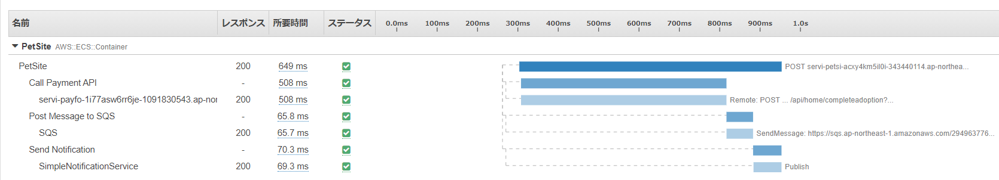 名前 レスポンス 所要時間 ステータス 0.0ms 100ms 200ms 300ms 400ms 500ms 600ms 700ms 800ms 900ms 1.0s
PetSite AWS::ECS::Container
PetSite 200 649 ms POST servi-petsi-acxy4km5il0i-343440114.ap-northea...
Call Payment API - 508 ms
servi-payfo-1i77asw6rr6je-1091830543.ap-nor 200 508 ms Remote: POST ... /api/home/completeadoption?...
Post Message to SQS - 65.8 ms
SQS 200 65.7 ms SendMessage: https://sqs.ap-northeast-1.amazonaws.com/294963776...
Send Notification - 70.3 ms
SimpleNotificationService 200 69.3 ms Publish